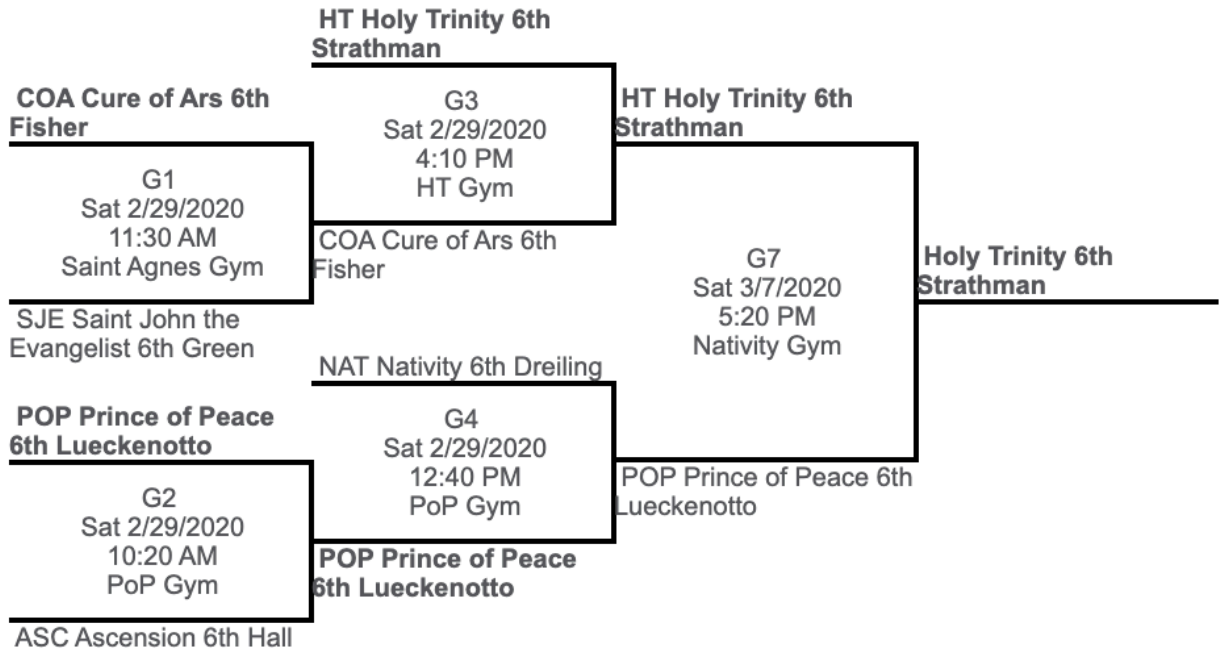 HT Holy Trinity 6th
Strathman
COA Cure of Ars 6th
Fisher
G3
Sat 2/29/2020
4:10 PM
HT Gym
HT Holy Trinity 6th
Strathman
G1
Sat 2/29/2020
11:30 AM
Saint Agnes Gym
COA Cure of Ars 6th
Fisher
G7
Sat 3/7/2020
5:20 PM
Nativity Gym
Holy Trinity 6th
Strathman
SJE Saint John the
Evangelist 6th Green
NAT Nativity 6th Dreiling
POP Prince of Peace
6th Lueckenotto
G4
Sat 2/29/2020
12:40 PM
PoP Gym
POP Prince of Peace 6th
Lueckenotto
G2
Sat 2/29/2020
10:20 AM
PoP Gym
POP Prince of Peace
6th Lueckenotto
ASC Ascension 6th Hall